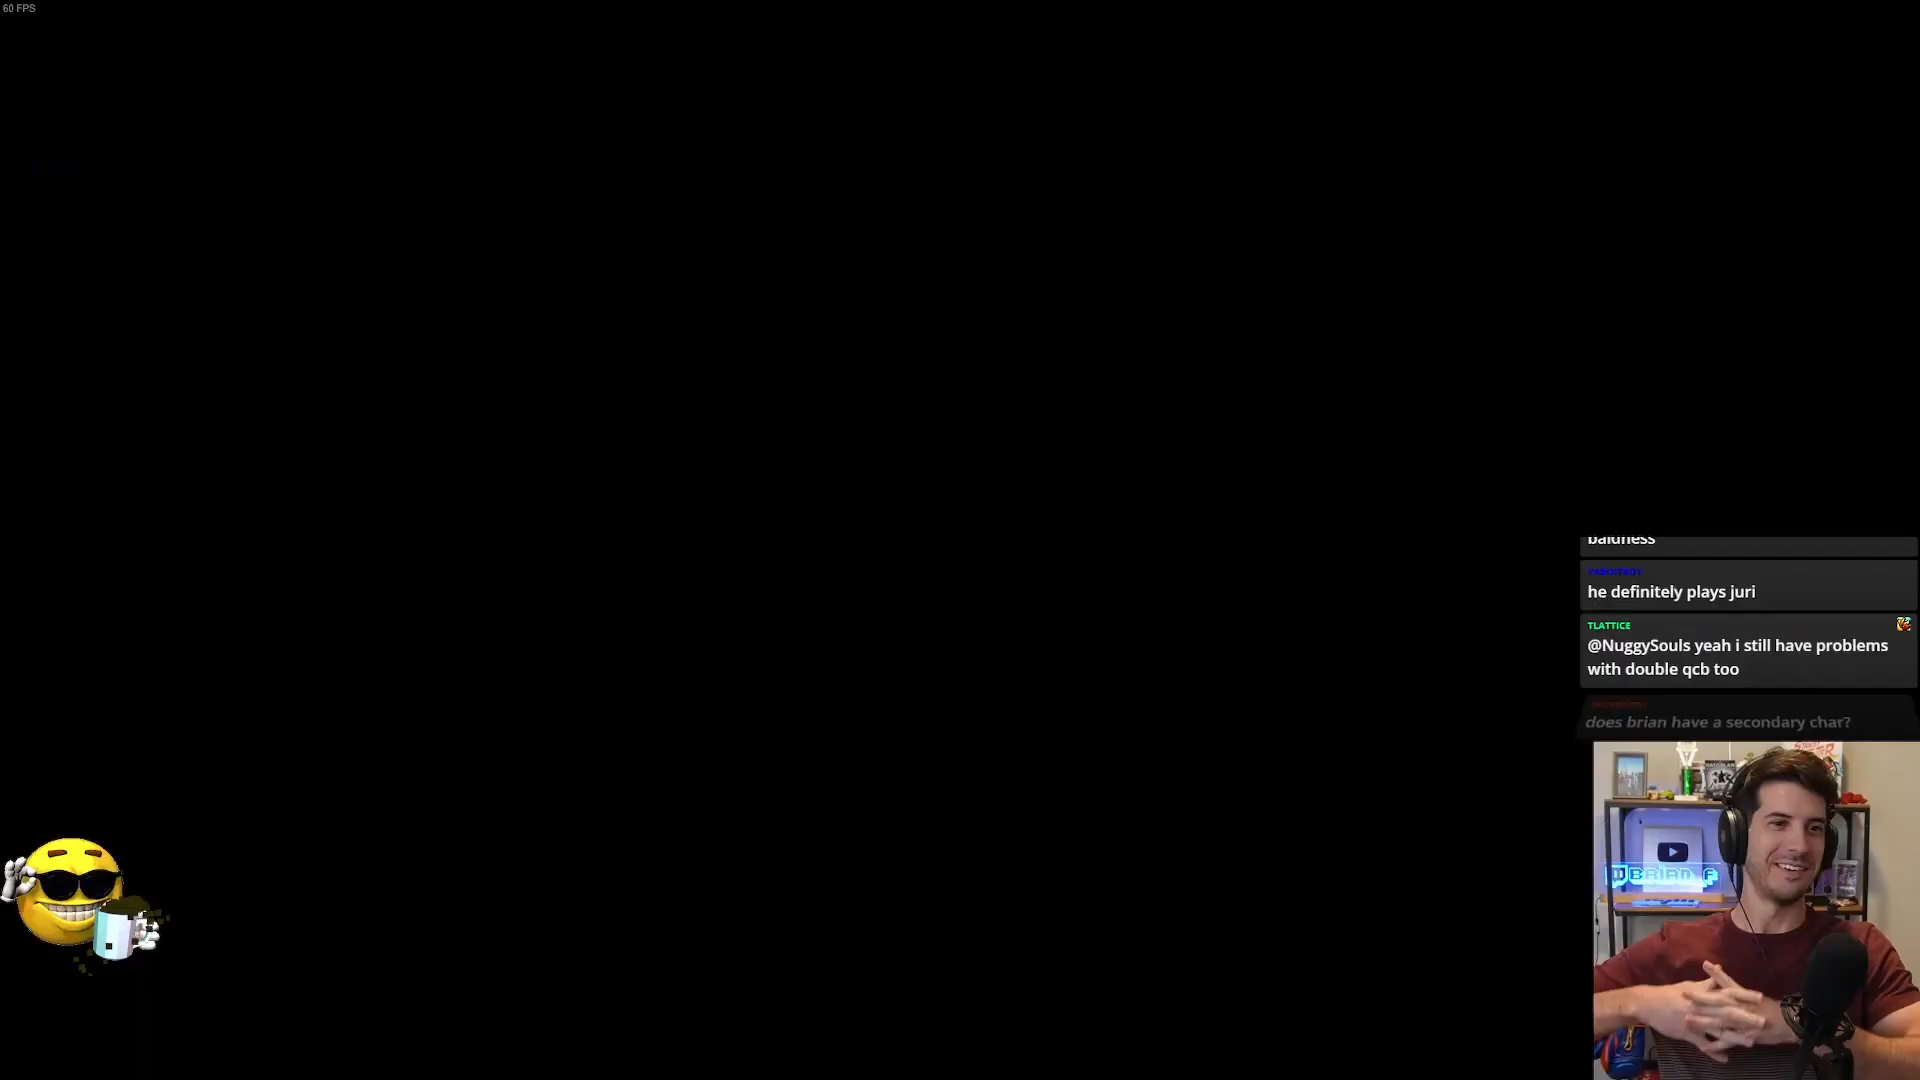 60 FPS
baldness
he definitely plays juri
TLATTICE
@NuggySouls yeah i still have problems
with double qcb too
does brian have a secondary char?
BRIAN_F